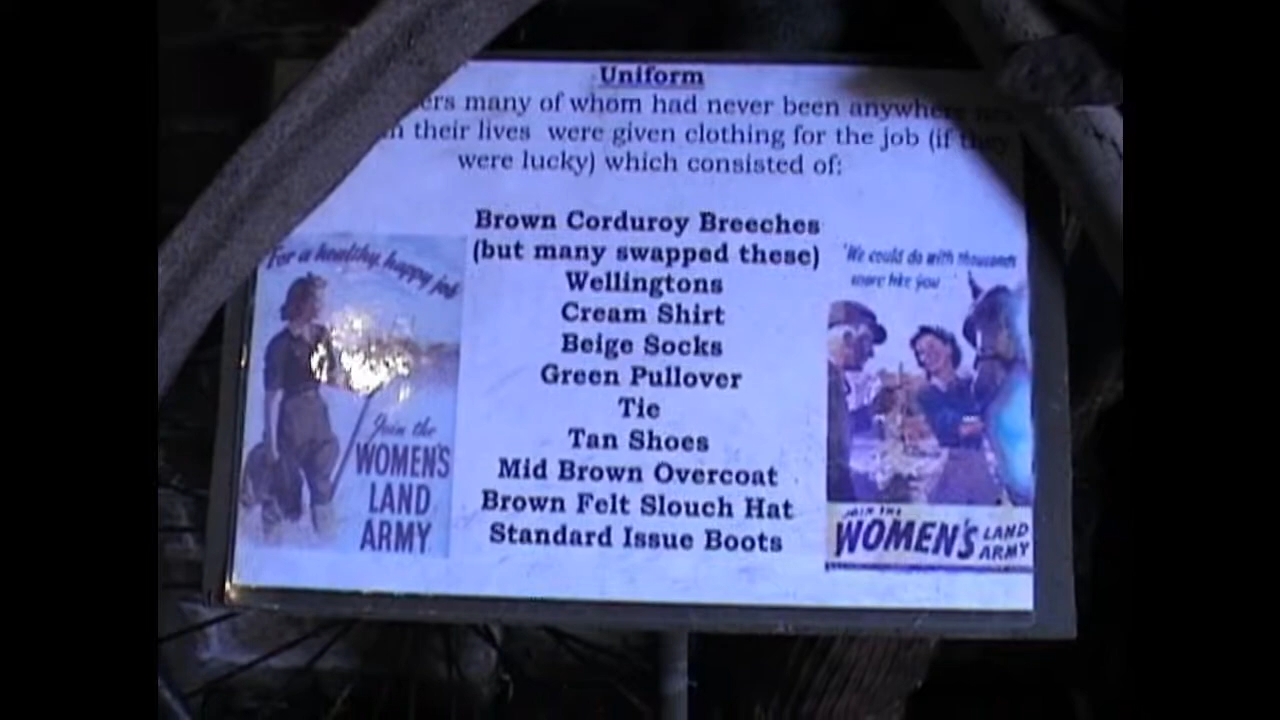 Uniform
many of whom had never been anywhere
their lives were given clothing for the job (if they
were lucky) which consisted of:
Brown Corduroy Breeches
(but many swapped these)
Wellingtons
Cream Shirt
Beige Socks
Green Pullover
Tie
Tan Shoes
Mid Brown Overcoat
Brown Felt Slouch Hat
Standard Issue Boots
For a healthy, happy job
Join the
WOMEN'S
LAND
ARMY
'We could do with thousands
more like you
JOIN THE
WOMEN'S LAND
ARMY